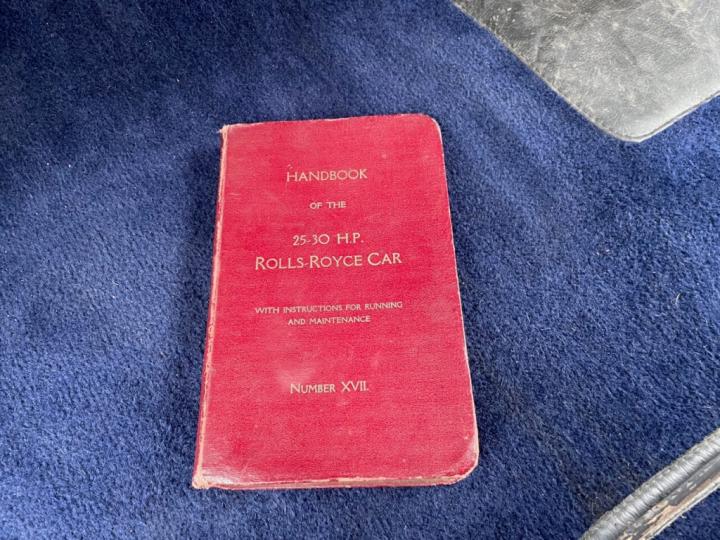 HANDBOOK
OF THE
25-30 H.P.
ROLLS-ROYCE CAR
WITH INSTRUCTIONS FOR RUNNING
AND MAINTENANCE
NUMBER XVII.